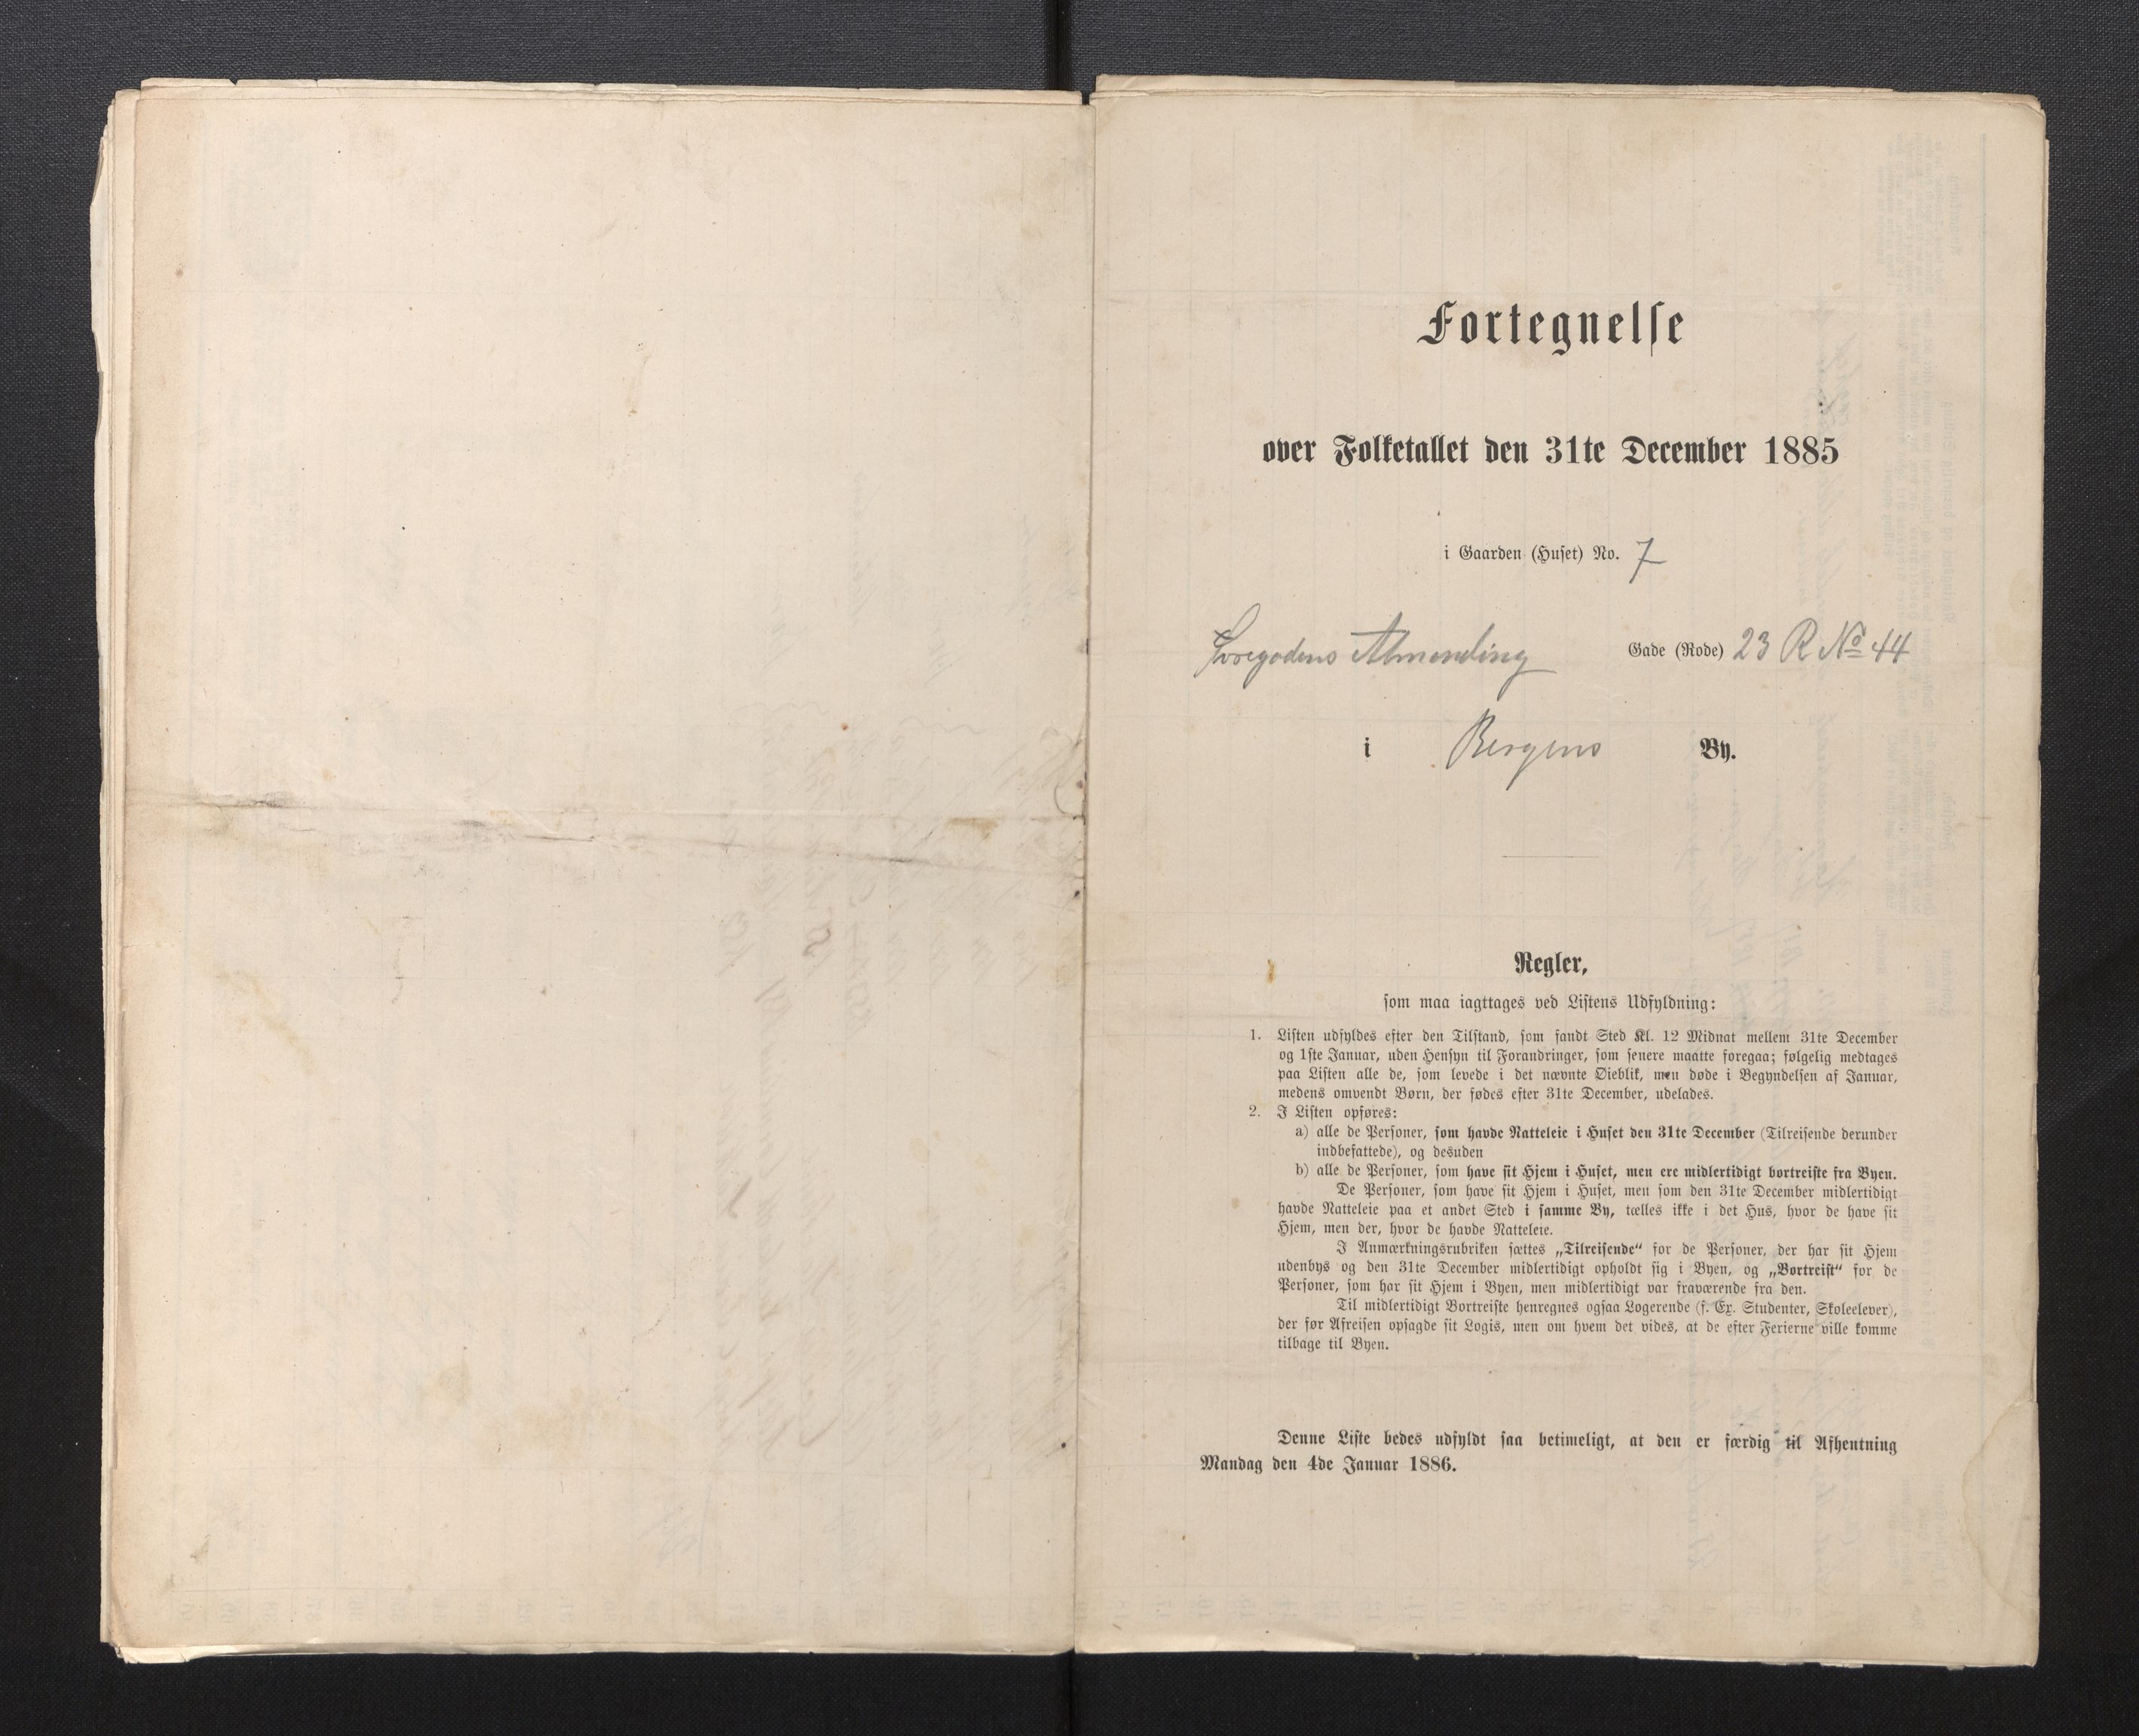 Fortegnelse
over Folketallet den 31te December 1885
i Gaarden (Huset) No. 7
Almending Gade (Rode) 23 R No 44
i Bergens By.
Regler,
som maa iagttages ved Listens Udfyldning:
1. Listen udfyldes efter den Tilstand, som fandt Sted Kl. 12 Midnat mellem 31te December
og 1ste Januar, uden Hensyn til Forandringer, som senere maatte foregaa; følgelig medtages
paa Listen alle de, som levede i det nævnte Øieblik, men døde i Begyndelsen af Januar,
medens omvendt Børn, der fødes efter 31te December, udelades.
2. I Listen opføres:
a) alle de Personer, som havde Natteleie i Huset den 31te December (Tilreisende derunder
indbefattede), og desuden
b) alle de Personer, som have sit Hjem i Huset, men ere midlertidigt bortreiste fra Byen.
De Personer, som have sit Hjem i Huset, men som den 31te December midlertidigt
havde Natteleie paa et andet Sted i samme By, tælles ikke i det Hus, hvor de have sit
Hjem, men der, hvor de havde Natteleie.
I Anmærkningsrubriken sættes „Tilreisende“ for de Personer, der har sit Hjem
udenbys og den 31te December midlertidigt opholdt sig i Byen, og „Bortreist“ for de
Personer, som har sit Hjem i Byen, men midlertidigt var fraværende fra den.
Til midlertidigt Bortreiste henregnes ogsaa Logerende (f. Ex. Studenter, Skoleelever),
der før Afreisen opsagde sit Logis, men om hvem det vides, at de efter Ferierne ville komme
tilbage til Byen.
Denne Liste bedes udfyldt saa betimeligt, at den er færdig til Afhentning
Mandag den 4de Januar 1886.